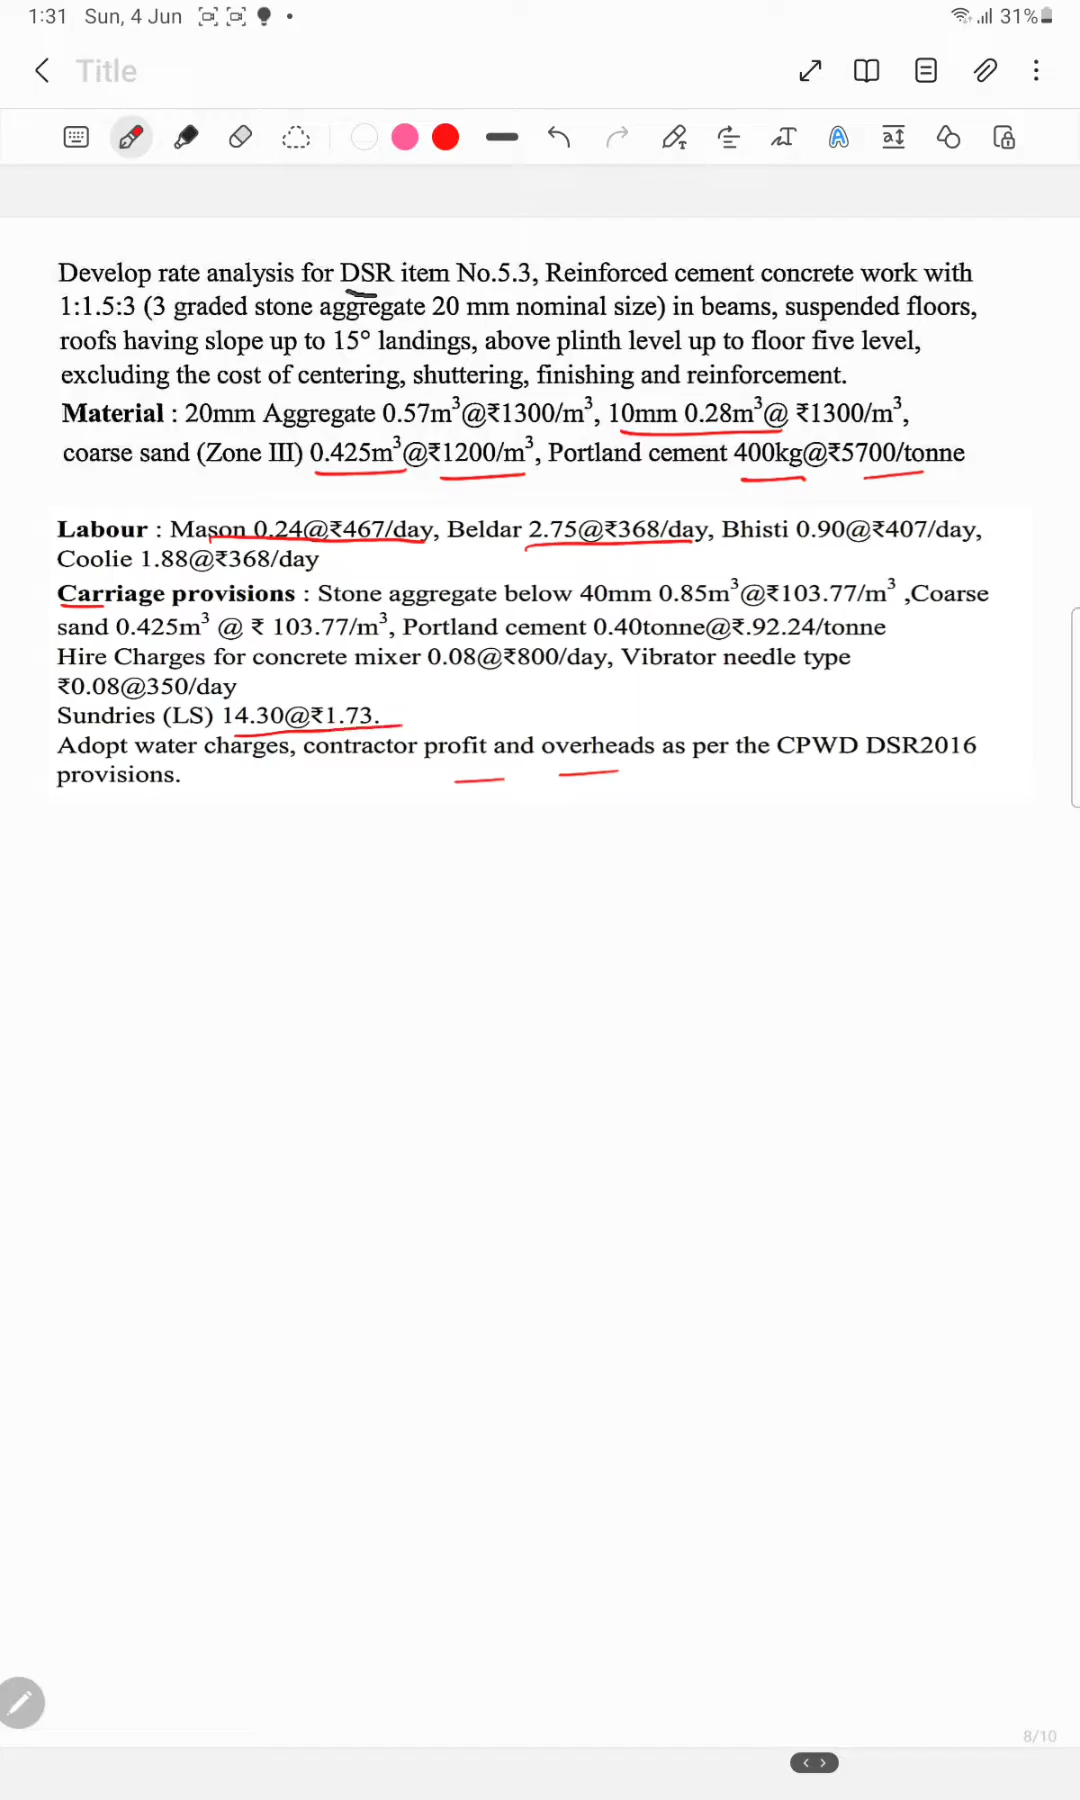 1:31 Sun, 4 Jun 31%
Title
Develop rate analysis for DSR item No.5.3, Reinforced cement concrete work with
1:1.5:3 (3 graded stone aggregate 20 mm nominal size) in beams, suspended floors,
roofs having slope up to 15° landings, above plinth level up to floor five level,
excluding the cost of centering, shuttering, finishing and reinforcement.
Material : 20mm Aggregate 0.57m³@₹1300/m³, 10mm 0.28m³@ ₹1300/m³,
coarse sand (Zone III) 0.425m³@₹1200/m³, Portland cement 400kg@₹5700/tonne
Labour : Mason 0.24@₹467/day, Beldar 2.75@₹368/day, Bhisti 0.90@₹407/day,
Coolie 1.88@₹368/day
Carriage provisions : Stone aggregate below 40mm 0.85m³@₹103.77/m³ ,Coarse
sand 0.425m³ @ ₹ 103.77/m³, Portland cement 0.40tonne@₹.92.24/tonne
Hire Charges for concrete mixer 0.08@₹800/day, Vibrator needle type
₹0.08@350/day
Sundries (LS) 14.30@₹1.73.
Adopt water charges, contractor profit and overheads as per the CPWD DSR2016
provisions.
8/10